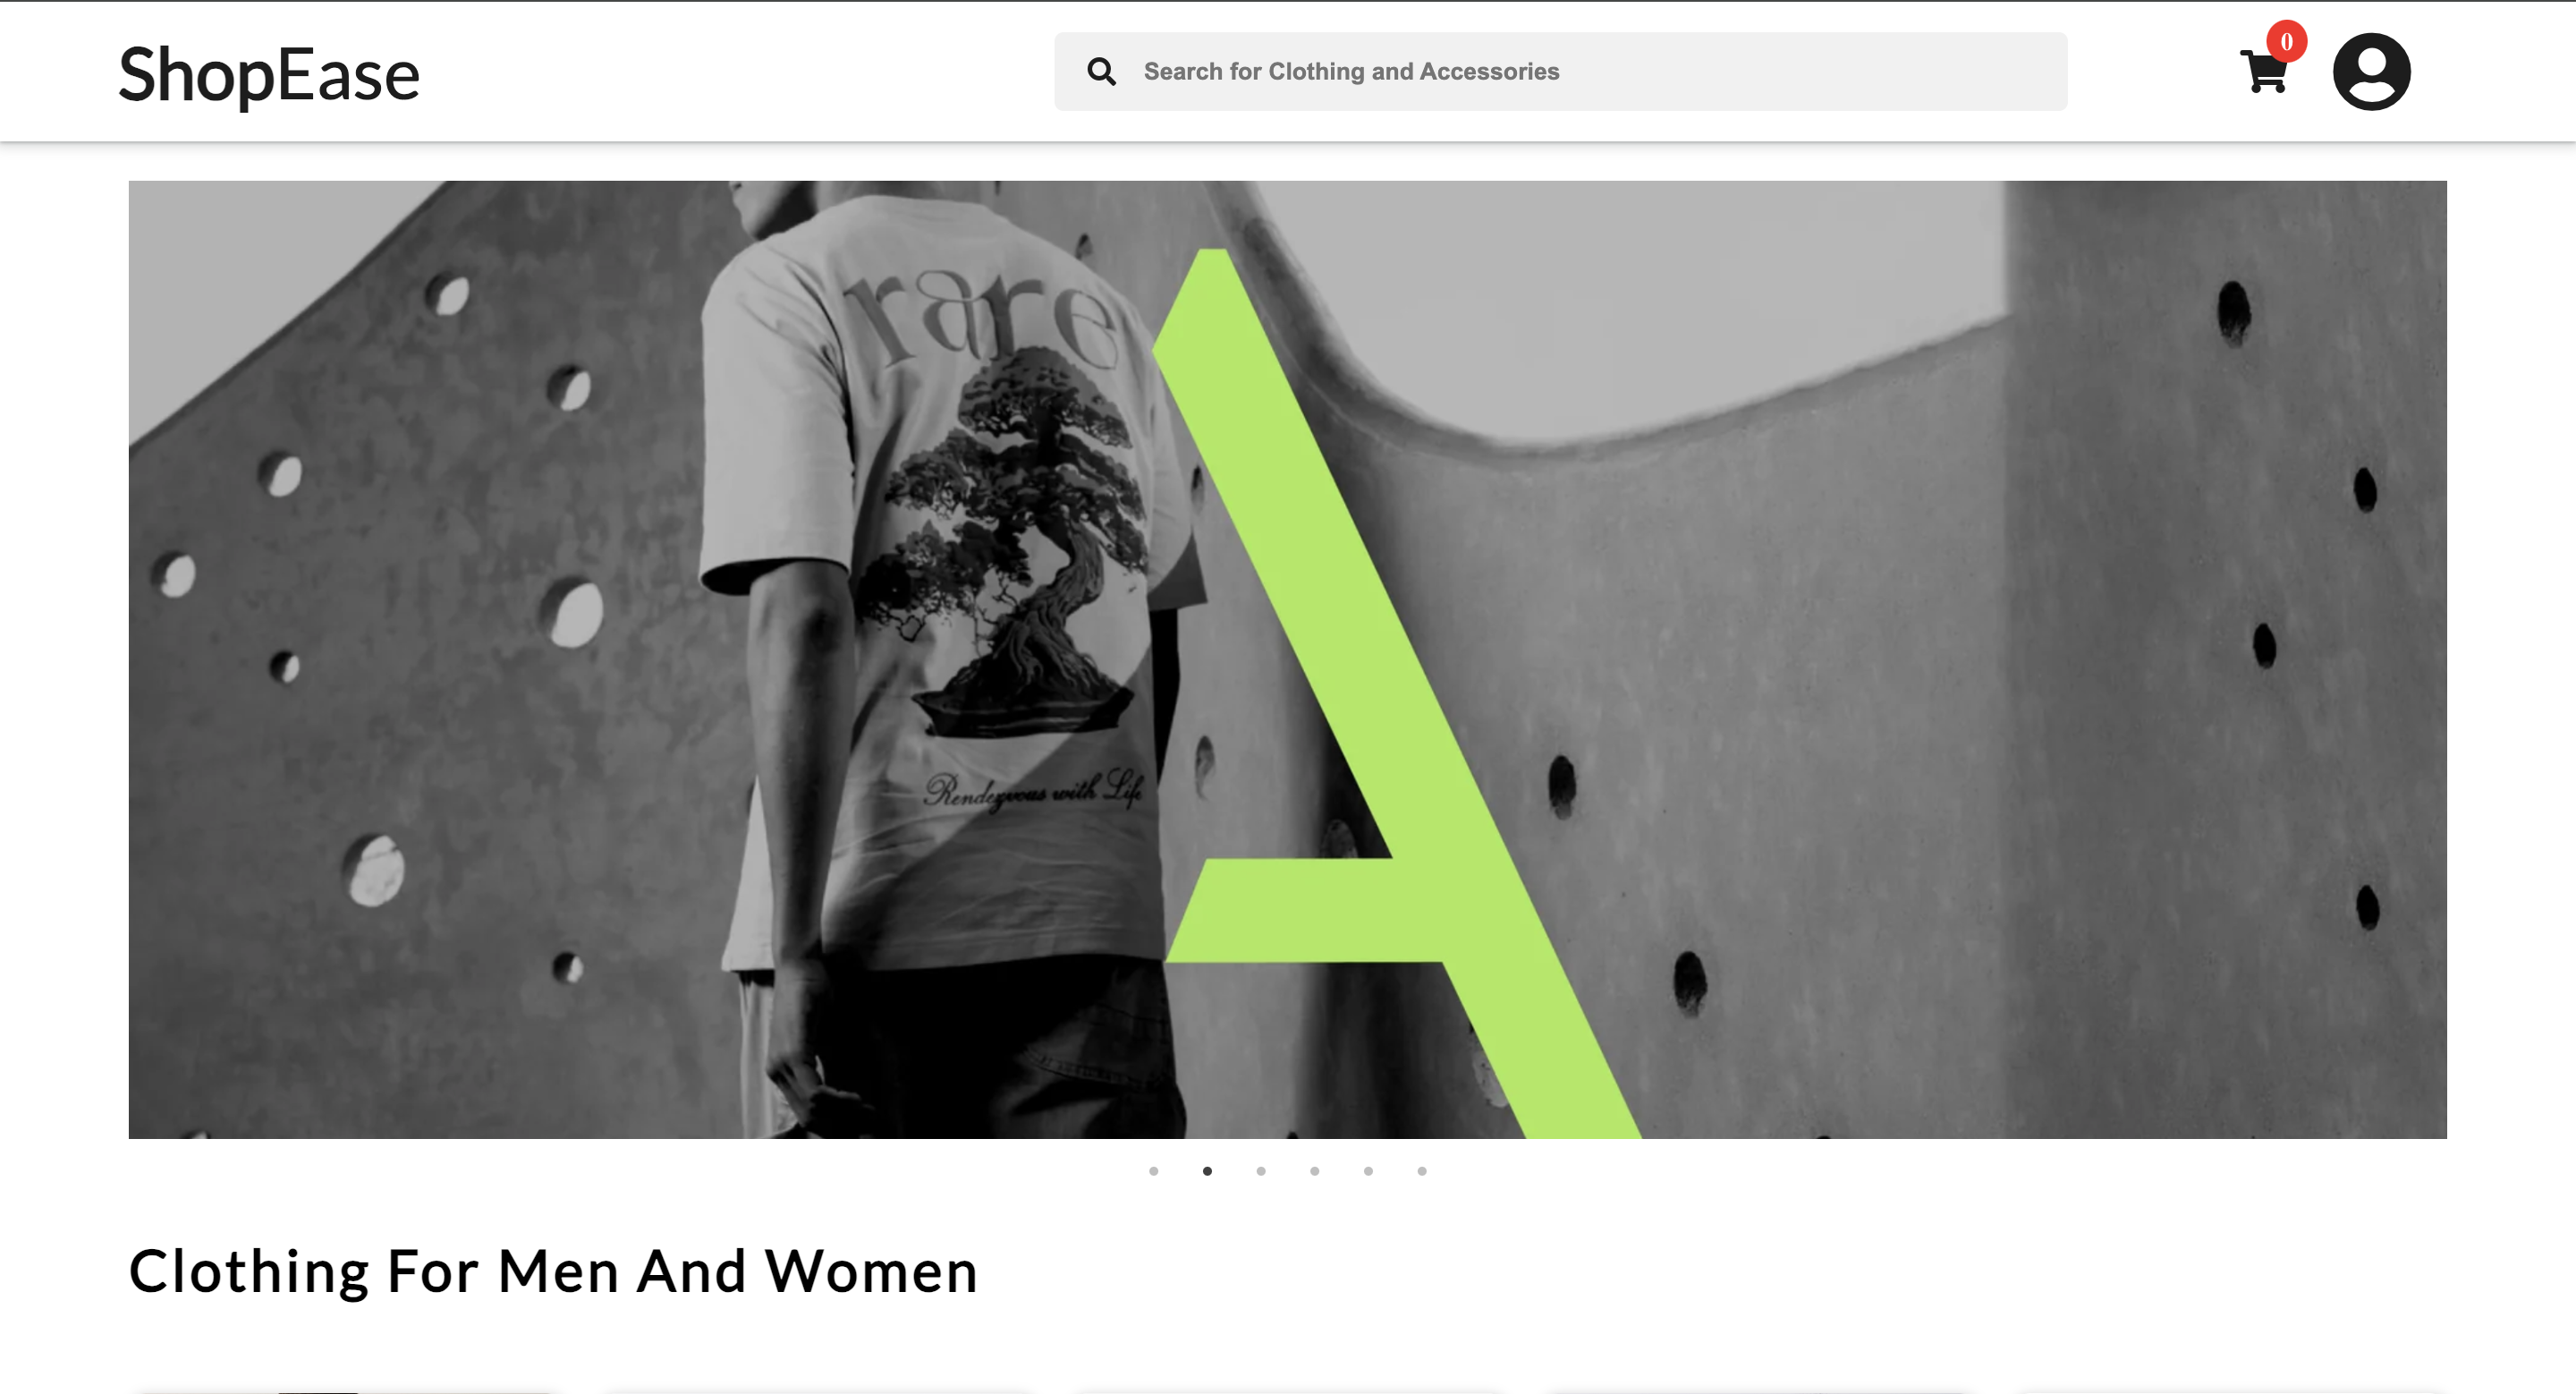 ShopEase
Search for Clothing and Accessories
0
rare
A
Rendezvous with Life
Clothing For Men And Women